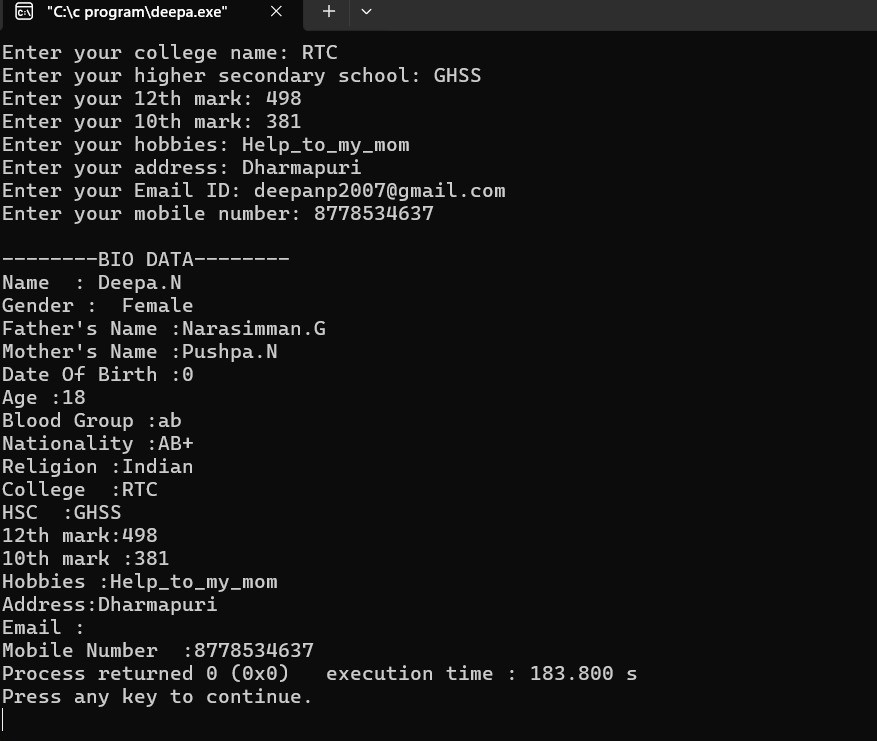 "C:\c program\deepa.exe"
Enter your college name: RTC
Enter your higher secondary school: GHSS
Enter your 12th mark: 498
Enter your 10th mark: 381
Enter your hobbies: Help_to_my_mom
Enter your address: Dharmapuri
Enter your Email ID: deepanp2007@gmail.com
Enter your mobile number: 8778534637
--------BIO DATA--------
Name  : Deepa.N
Gender :  Female
Father's Name :Narasimman.G
Mother's Name :Pushpa.N
Date Of Birth :0
Age :18
Blood Group :ab
Nationality :AB+
Religion :Indian
College  :RTC
HSC  :GHSS
12th mark:498
10th mark :381
Hobbies :Help_to_my_mom
Address:Dharmapuri
Email :
Mobile Number  :8778534637
Process returned 0 (0x0)   execution time : 183.800 s
Press any key to continue.